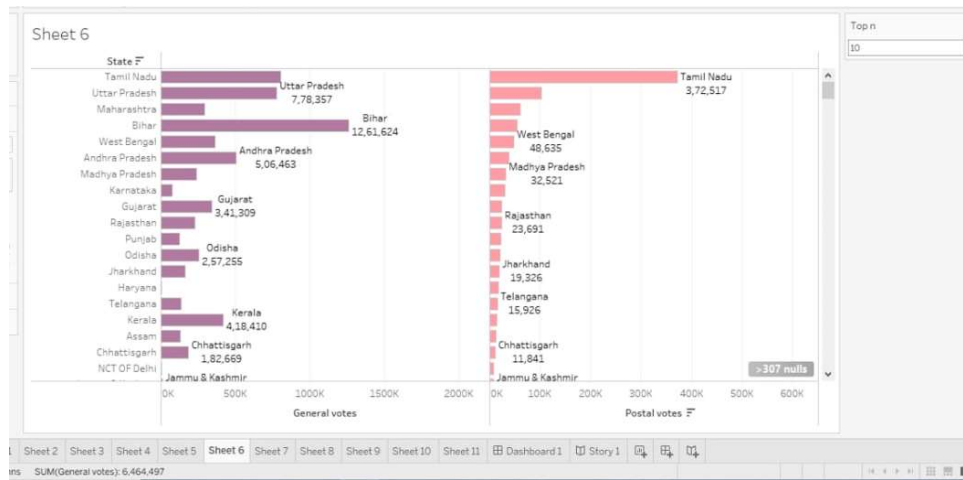 Sheet 6
Top n
10
State
Tamil Nadu
Uttar Pradesh
Maharashtra
Bihar
West Bengal
Andhra Pradesh
Madhya Pradesh
Karnataka
Gujarat
Rajasthan
Punjab
Odisha
Jharkhand
Haryana
Telangana
Kerala
Assam
Chhattisgarh
NCT OF Delhi
Uttar Pradesh
7,78,357
Bihar
12,61,624
Andhra Pradesh
5,06,463
Gujarat
3,41,309
Odisha
2,57,255
Kerala
4,18,410
Chhattisgarh
1,82,669
Jammu & Kashmir
0K 500K 1000K 1500K 2000K
General votes
Tamil Nadu
3,72,517
West Bengal
48,635
Madhya Pradesh
32,521
Rajasthan
23,691
Jharkhand
19,326
Telangana
15,926
Chhattisgarh
11,841
Jammu & Kashmir
>307 nulls
0K 100K 200K 300K 400K 500K 600K
Postal votes
Sheet 2 Sheet 3 Sheet 4 Sheet 5 Sheet 6 Sheet 7 Sheet 8 Sheet 9 Sheet 10 Sheet 11 Dashboard 1 Story 1
SUM(General votes): 6,464,497